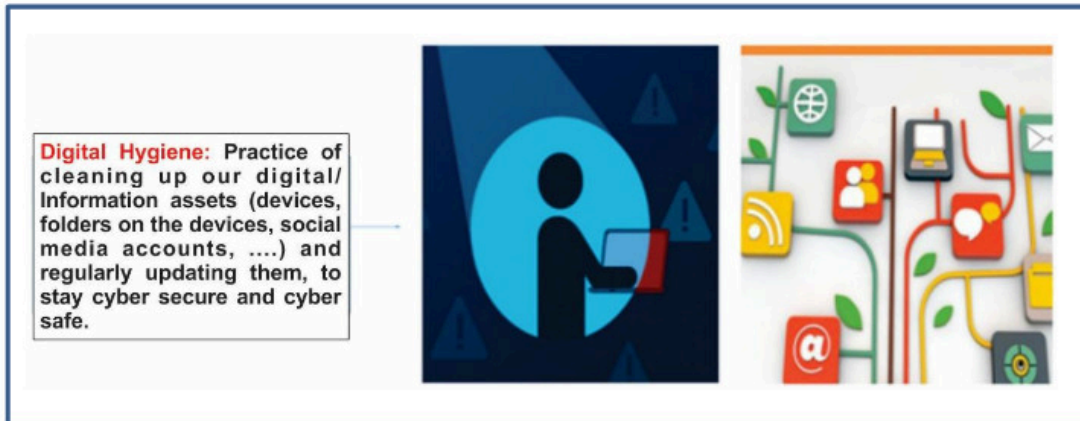 Digital Hygiene: Practice of
cleaning up our digital/
Information assets (devices,
folders on the devices, social
media accounts, ....) and
regularly updating them, to
stay cyber secure and cyber
safe.
@